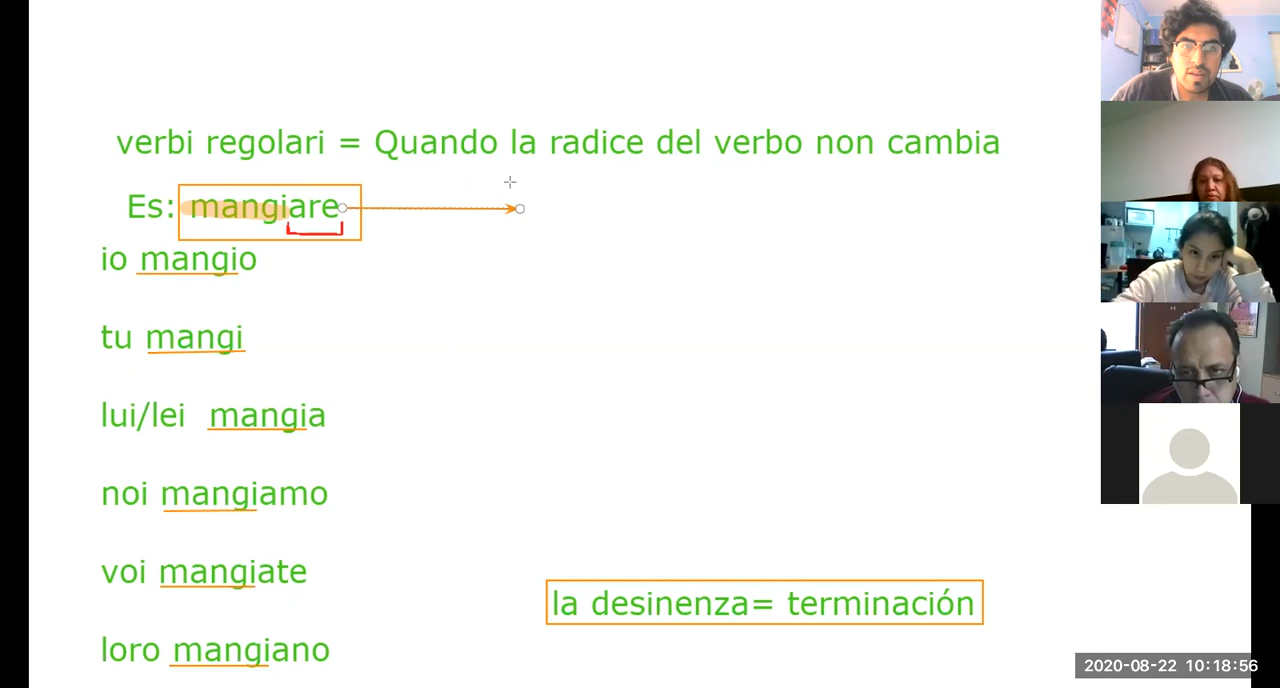 verbi regolari = Quando la radice del verbo non cambia
Es: mangiare
io mangio
tu mangi
lui/lei mangia
noi mangiamo
voi mangiate
la desinenza= terminación
loro mangiano
2020-08-22 10:18:56